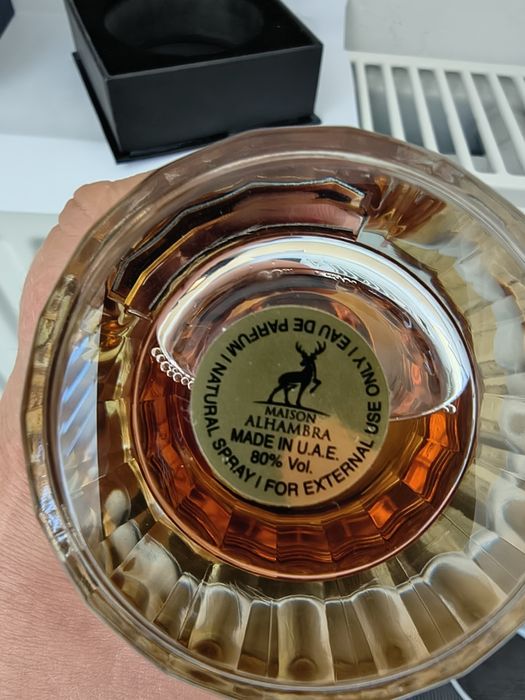 MAISON
ALHAMBRA
MADE IN U.A.E.
80% Vol.
NATURAL SPRAY | FOR EXTERNAL USE ONLY | EAU DE PARFUM |